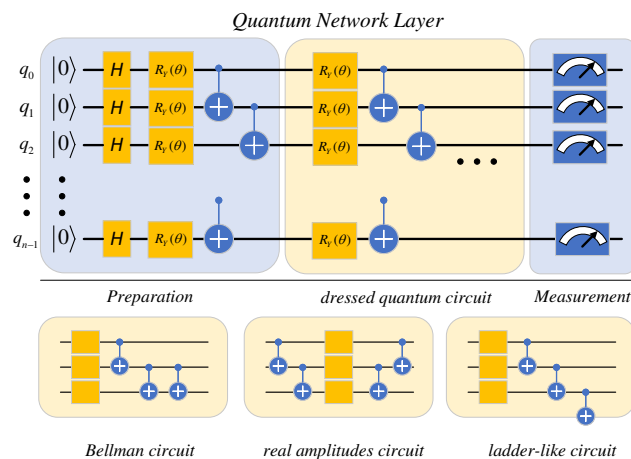 Quantum Network Layer
q0 |0⟩ H RY(θ) RY(θ)
q1 |0⟩ H RY(θ) RY(θ)
q2 |0⟩ H RY(θ) RY(θ)
qn−1 |0⟩ H RY(θ) RY(θ)
Preparation dressed quantum circuit Measurement
Bellman circuit real amplitudes circuit ladder-like circuit